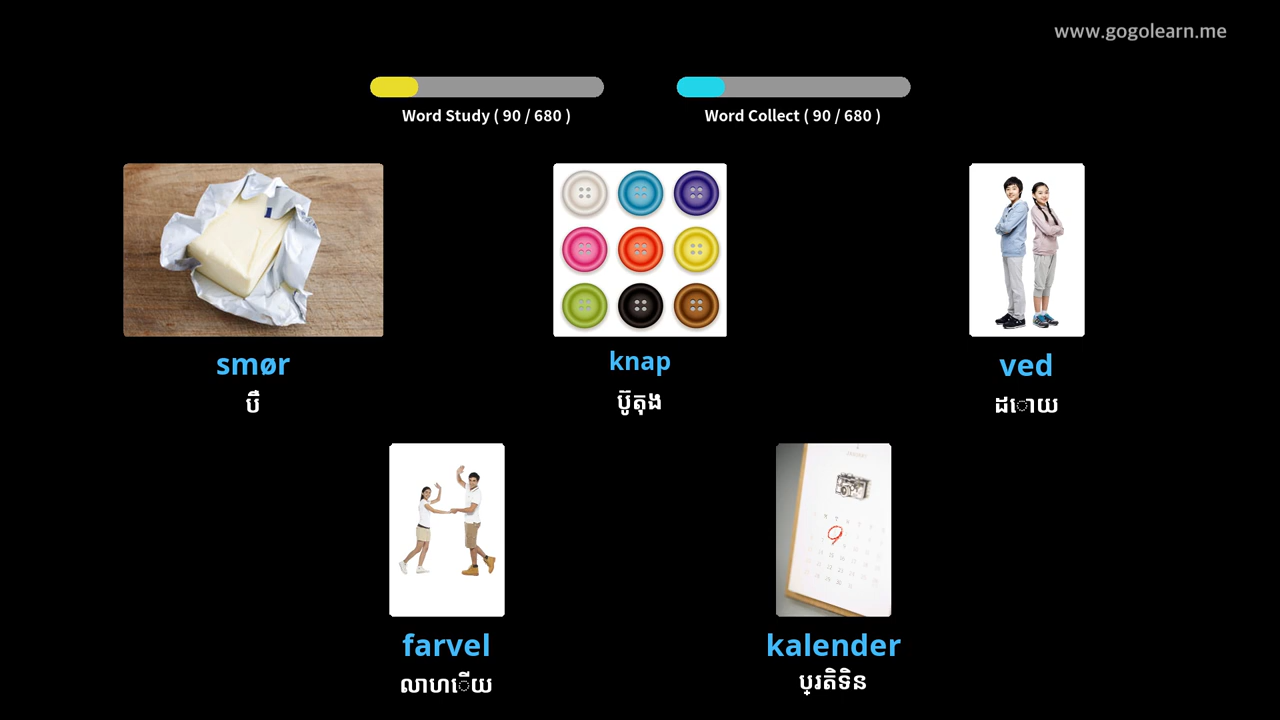 www.gogolearn.me
Word Study ( 90 / 680 )
Word Collect ( 90 / 680 )
smør
knap
ved
បឺ
ប៊ូតុង
ដោយ
farvel
kalender
លាហើយ
ប្រតិទិន